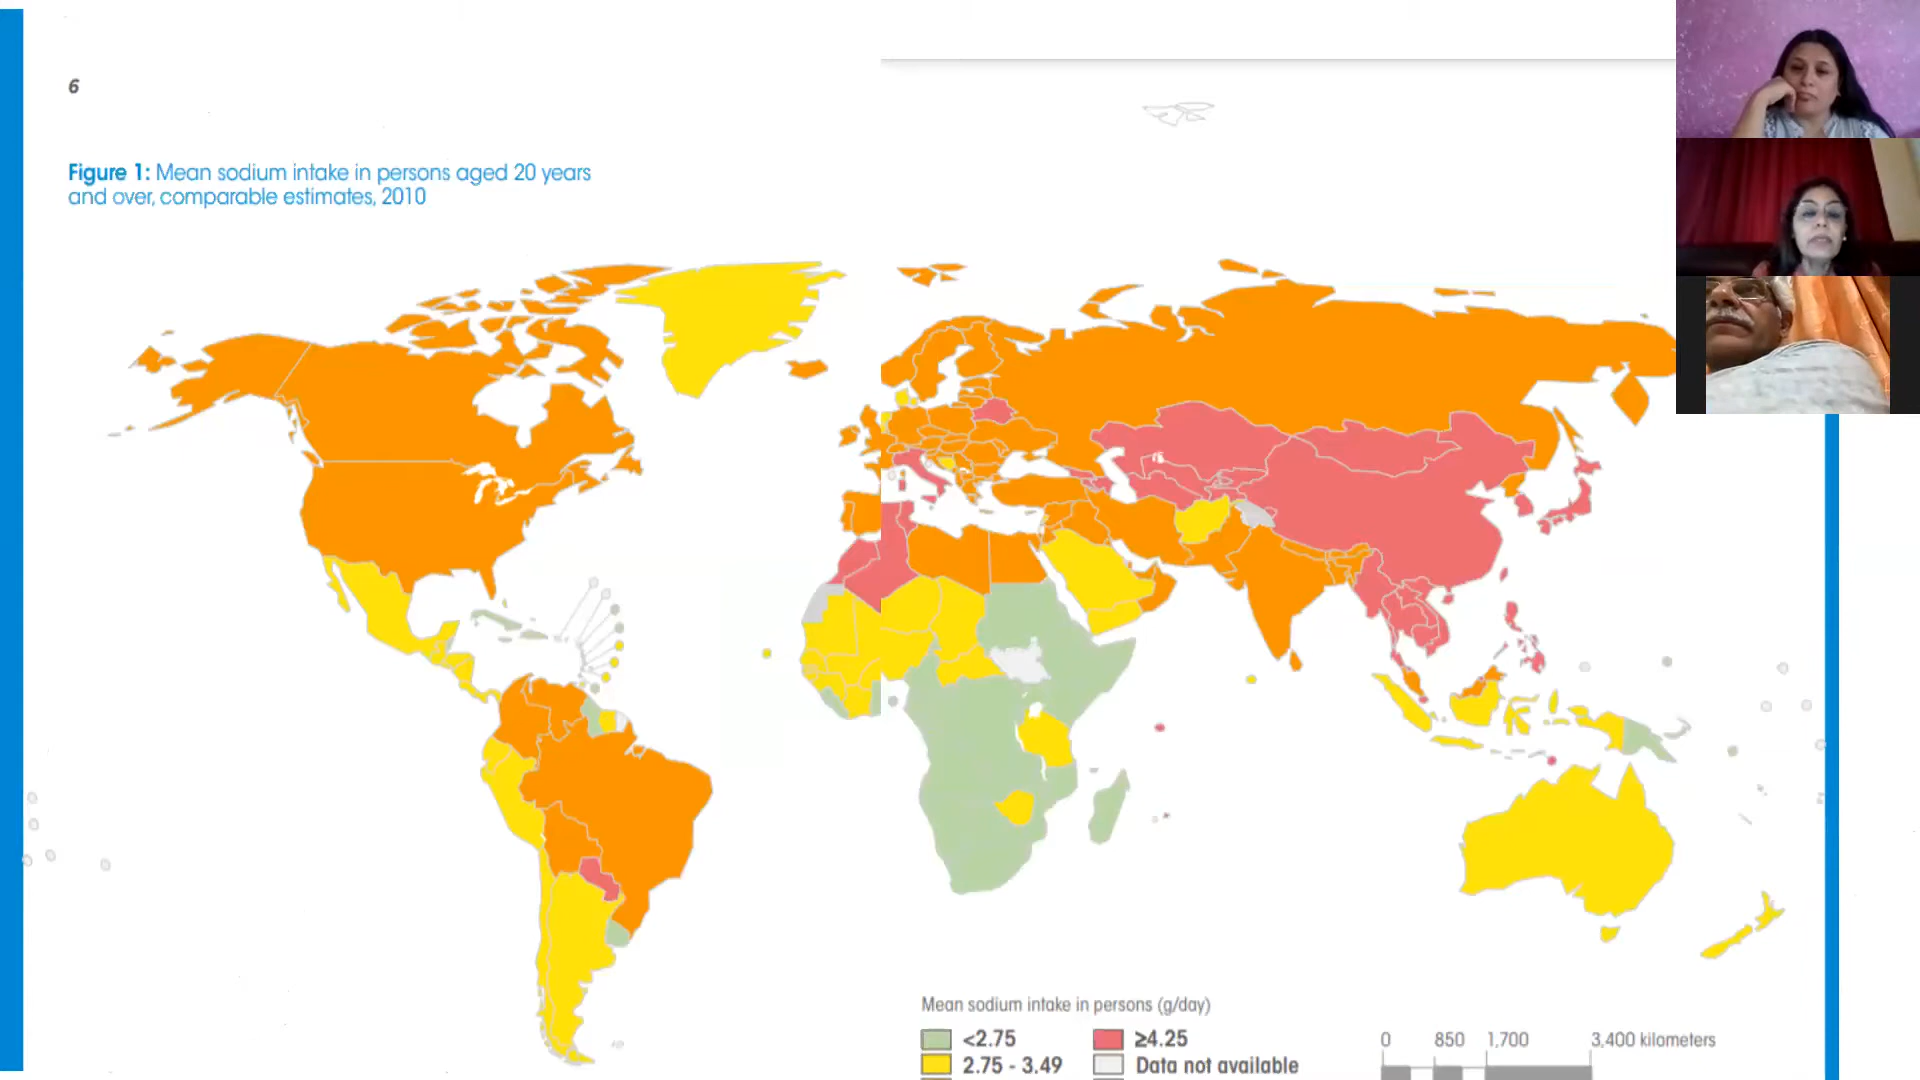 6
Figure 1: Mean sodium intake in persons aged 20 years
and over, comparable estimates, 2010
Mean sodium intake in persons (g/day)
<2.75
≥4.25
0
850
1,700
3,400 kilometers
2.75 - 3.49
Data not available